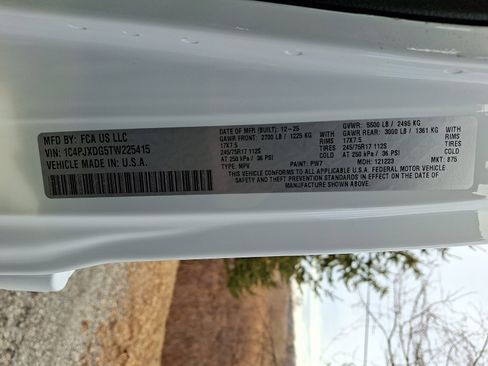 MFD BY: FCA US LLC
VIN: 1C4PJXDG5TW225415
VEHICLE MADE IN U.S.A.
DATE OF MFR (BUILT): 12-25
GAWR FRONT: 2700 LB / 1225 KG WITH
17X7.5 RIMS
245/75R17 112S TIRES
AT 250 kPa / 36 PSI COLD
GVWR: 5500 LB / 2495 KG
GAWR REAR: 3000 LB / 1361 KG WITH
17X7.5 RIMS
245/75R17 112S TIRES
AT 250 kPa / 36 PSI COLD
TYPE: MPV PAINT: PW7 MDH: 121223 MKT: 875
THIS VEHICLE CONFORMS TO ALL APPLICABLE U.S.A. FEDERAL MOTOR VEHICLE
SAFETY AND THEFT PREVENTION STANDARDS IN EFFECT ON THE DATE OF MANUFACTURE.